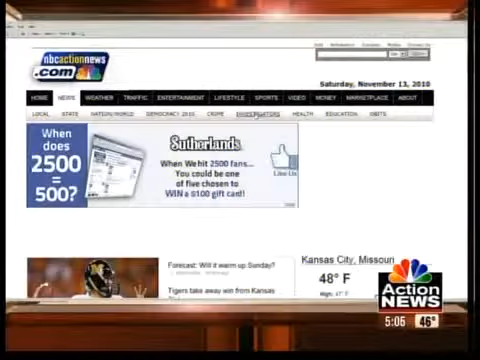 nbcactionnews
.com
Saturday, November 13, 2010
HOME NEWS WEATHER TRAFFIC ENTERTAINMENT LIFESTYLE SPORTS VIDEO MONEY MARKETPLACE ABOUT
LOCAL STATE NATION/WORLD DEMOCRACY 2010 CRIME INVESTIGATORS HEALTH EDUCATION
When
does
2500
=
500?
Sutherlands
When We hit 2500 fans...
You could be one
of five chosen to
WIN a $100 gift card!
Like Us
Forecast: Will it warm up Sunday?
Tigers take away win from Kansas
Kansas City, Missouri
48° F
Action
NEWS
5:05 46°